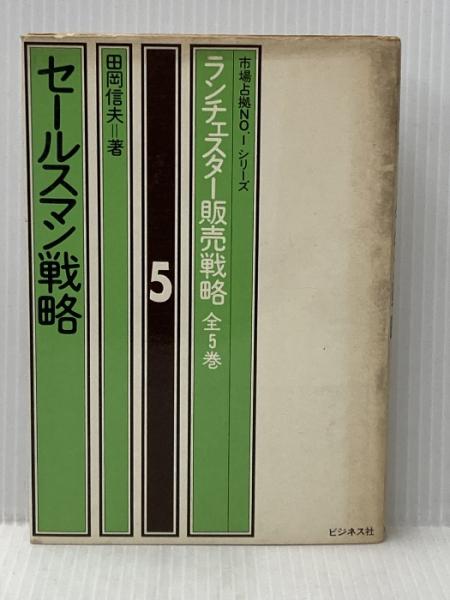 市場占拠NO.1シリーズ
ランチェスター販売戦略 全5巻
5
田岡信夫＝著
セールスマン戦略
ビジネス社